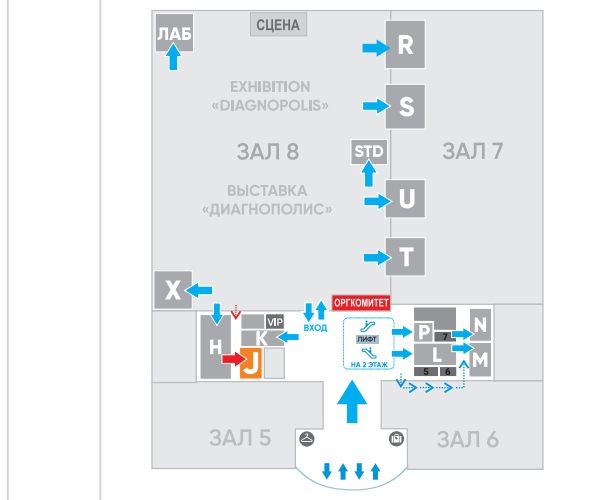 ЛАБ
СЦЕНА
R
EXHIBITION
«DIAGNOPOLIS»
S
ЗАЛ 8
STD
ЗАЛ 7
ВЫСТАВКА
«ДИАГНОПОЛИС»
U
T
X
ОРГКОМИТЕТ
VIP
ВХОД
H
K
J
ЛИФТ
НА 2 ЭТАЖ
P
7
N
L
M
5
6
ЗАЛ 5
ЗАЛ 6